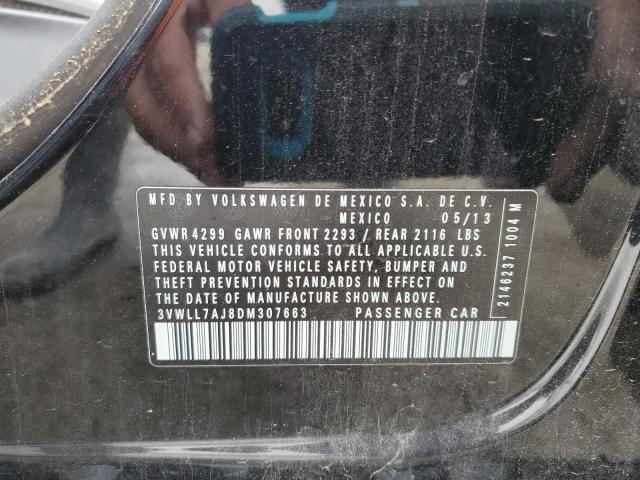 MFD BY VOLKSWAGEN DE MEXICO S.A. DE C.V.
MEXICO 05/13
GVWR 4299 GAWR FRONT 2293 / REAR 2116 LBS
THIS VEHICLE CONFORMS TO ALL APPLICABLE U.S.
FEDERAL MOTOR VEHICLE SAFETY, BUMPER AND
THEFT PREVENTION STANDARDS IN EFFECT ON
THE DATE OF MANUFACTURE SHOWN ABOVE.
3VWLL7AJ8DM307663 PASSENGER CAR
2146237 1004 M